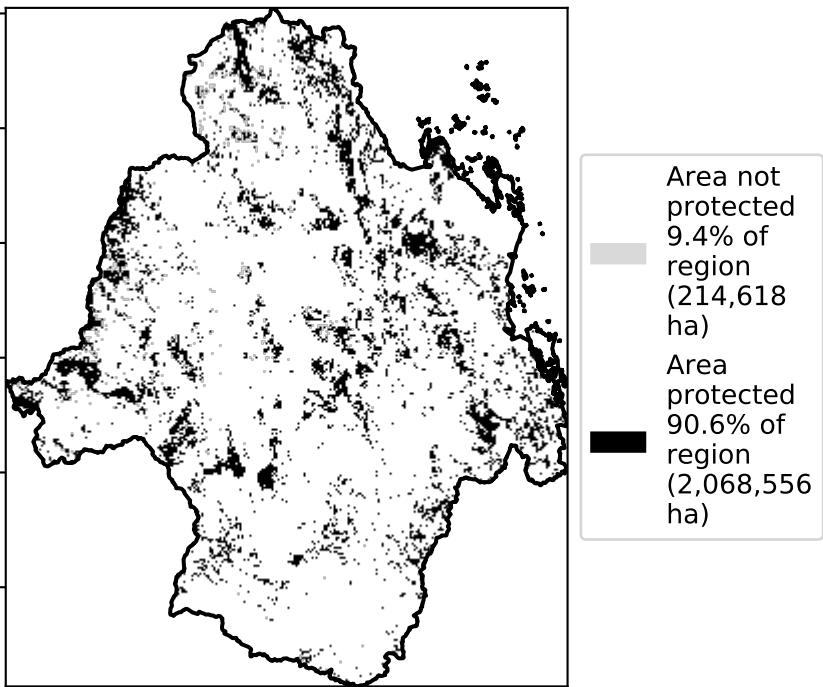 Area not
protected
9.4% of
region
(214,618
ha)
Area
protected
90.6% of
region
(2,068,556
ha)